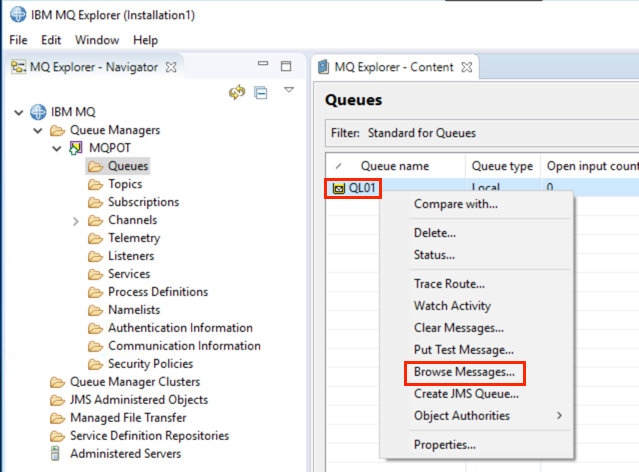 IBM MQ Explorer (Installation1)
File Edit Window Help
MQ Explorer - Navigator
IBM MQ
Queue Managers
MQPOT
Queues
Topics
Subscriptions
Channels
Telemetry
Listeners
Services
Process Definitions
Namelists
Authentication Information
Communication Information
Security Policies
Queue Manager Clusters
JMS Administered Objects
Managed File Transfer
Service Definition Repositories
Administered Servers
MQ Explorer - Content
Queues
Filter: Standard for Queues
Queue name Queue type Open input count
QL01 Local 0
Compare with...
Delete...
Status...
Trace Route...
Watch Activity
Clear Messages...
Put Test Message...
Browse Messages...
Create JMS Queue...
Object Authorities
Properties...